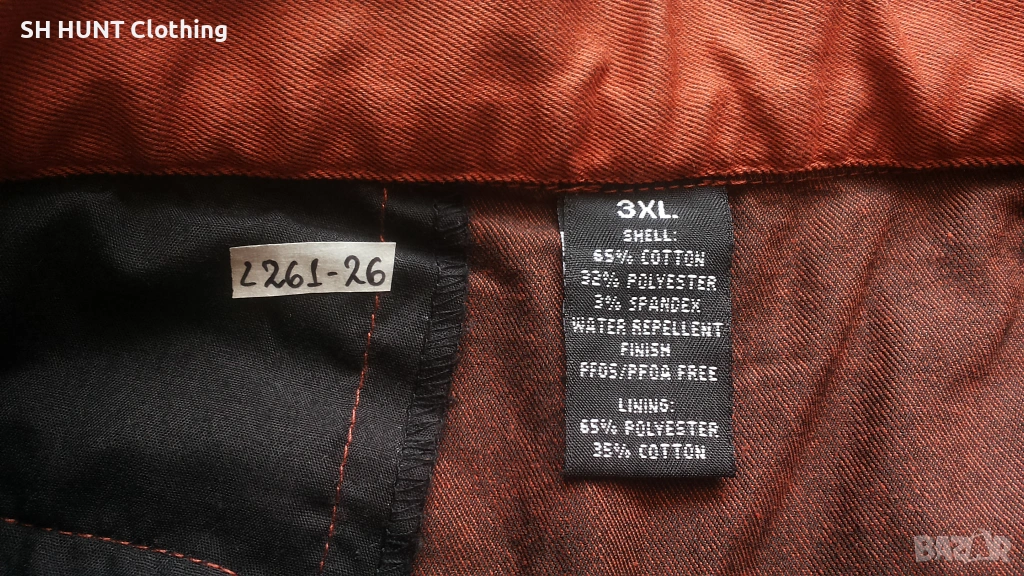 SH HUNT Clothing
3XL.
SHELL:
65% COTTON
32% POLYESTER
3% SPANDEX
WATER REPELLENT
FINISH
PFOS/PFOA FREE
LINING:
65% POLYESTER
35% COTTON
2261-26
BAZAR